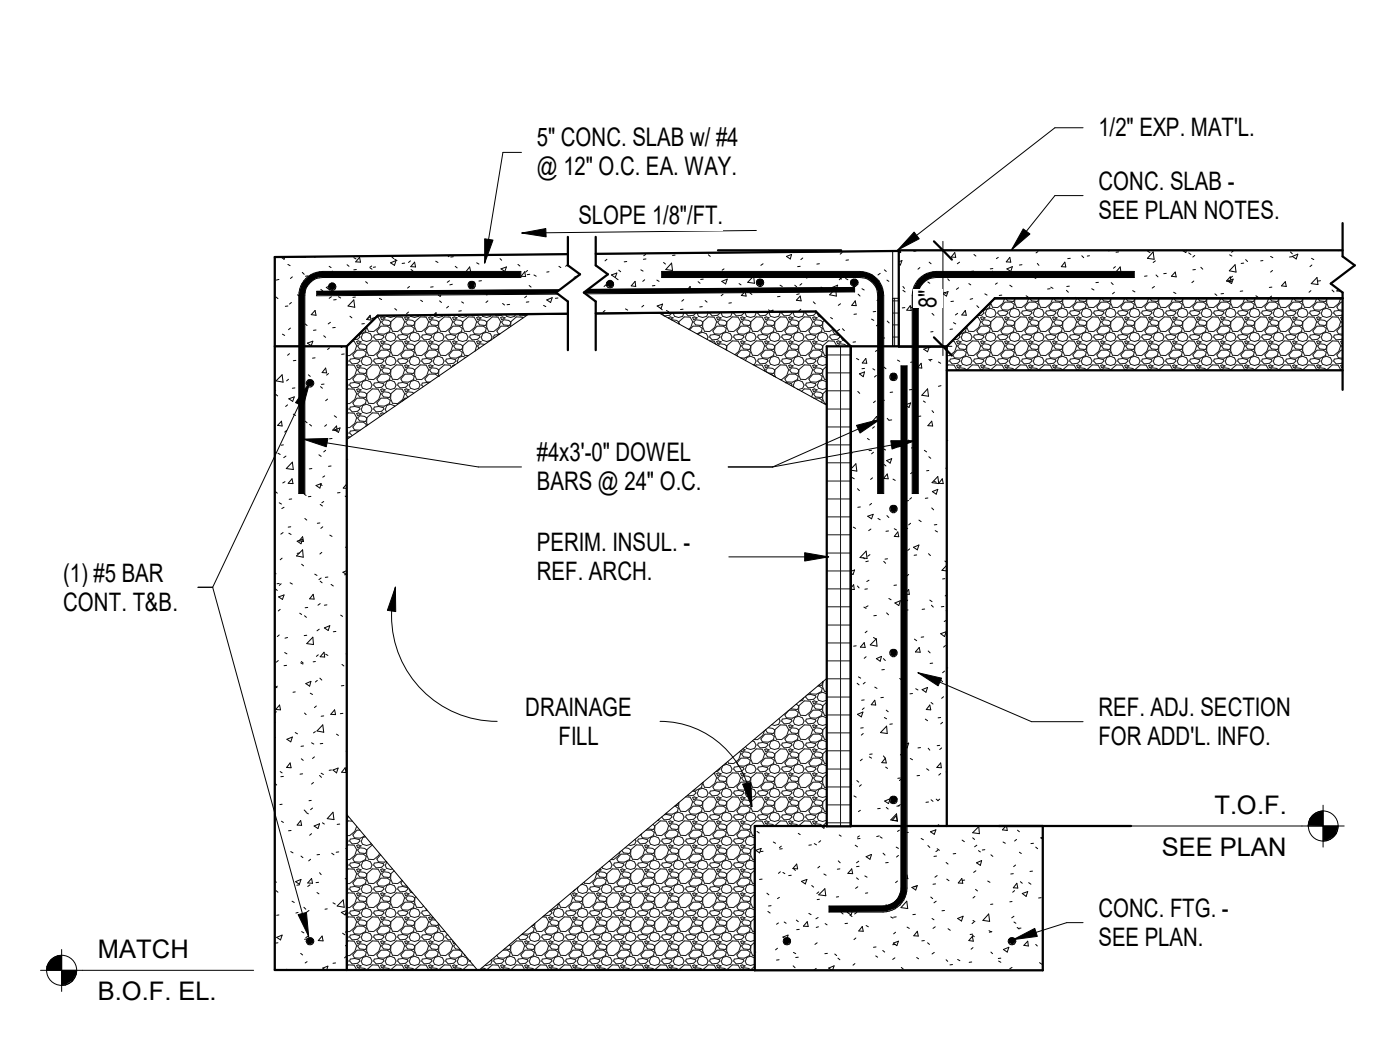 1/2" EXP. MAT'L.
5" CONC. SLAB w/ #4
@ 12" O.C. EA. WAY.
CONC. SLAB -
SEE PLAN NOTES.
SLOPE 1/8"/FT.
8"
#4x3'-0" DOWEL
BARS @ 24" O.C.
PERIM. INSUL. -
REF. ARCH.
(1) #5 BAR
CONT. T&B.
DRAINAGE
FILL
REF. ADJ. SECTION
FOR ADD'L. INFO.
T.O.F.
SEE PLAN
CONC. FTG. -
SEE PLAN.
MATCH
B.O.F. EL.